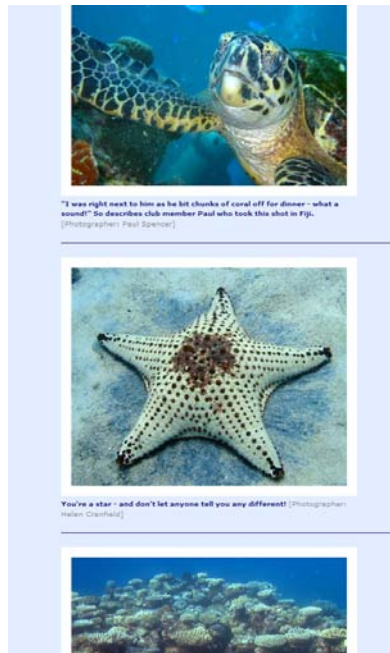 "I was right next to him as he bit chunks of coral off for dinner - what a
sound!" So describes club member Paul who took this shot in Fiji.
[Photographer: Paul Spencer]
You're a star - and don't let anyone tell you any different! [Photographer:
Helen Cranfield]